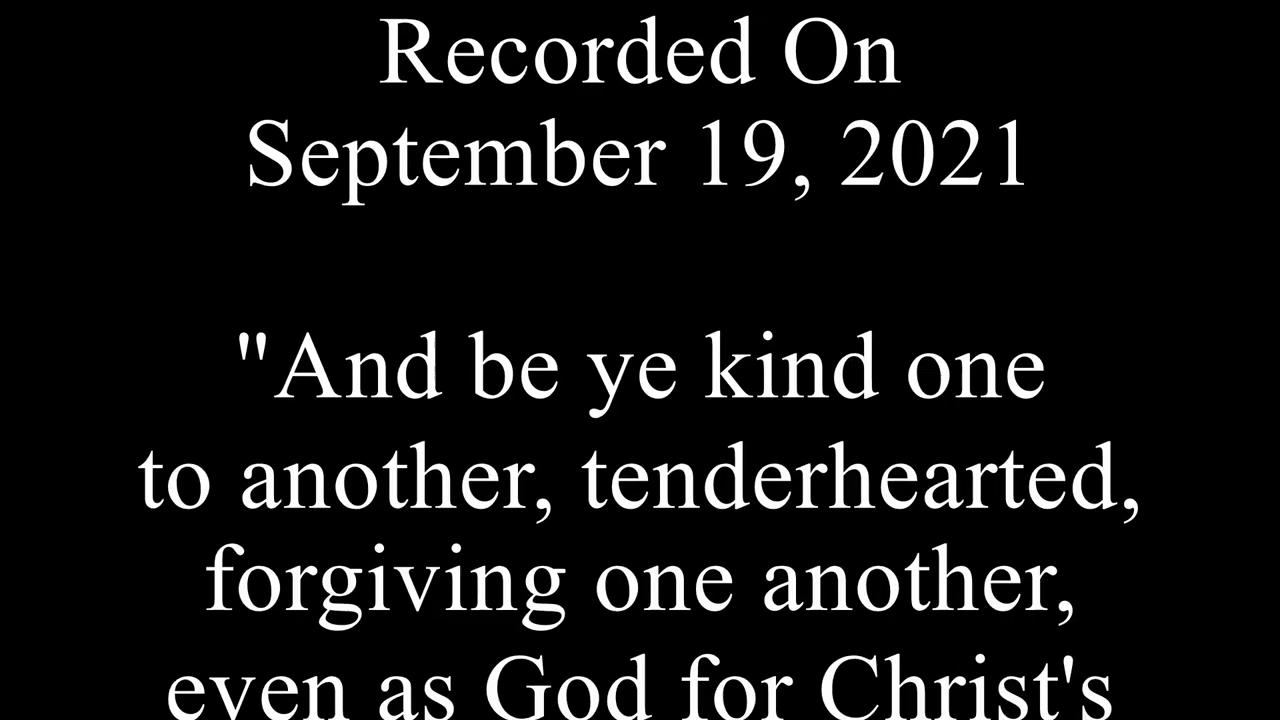 Recorded On
September 19, 2021
"And be ye kind one
to another, tenderhearted,
forgiving one another,
even as God for Christ's